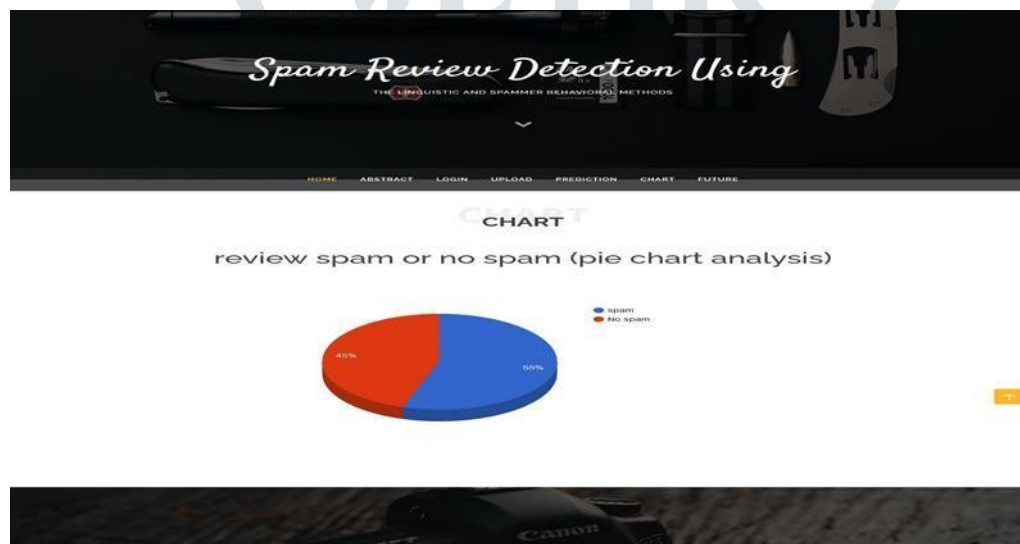 Spam Review Detection Using
THE LINGUISTIC AND SPAMMER BEHAVIORAL METHODS
HOME ABSTRACT LOGIN UPLOAD PREDICTION CHART FUTURE
CHART
CHART
review spam or no spam (pie chart analysis)
spam
No spam
45%
55%
Canon